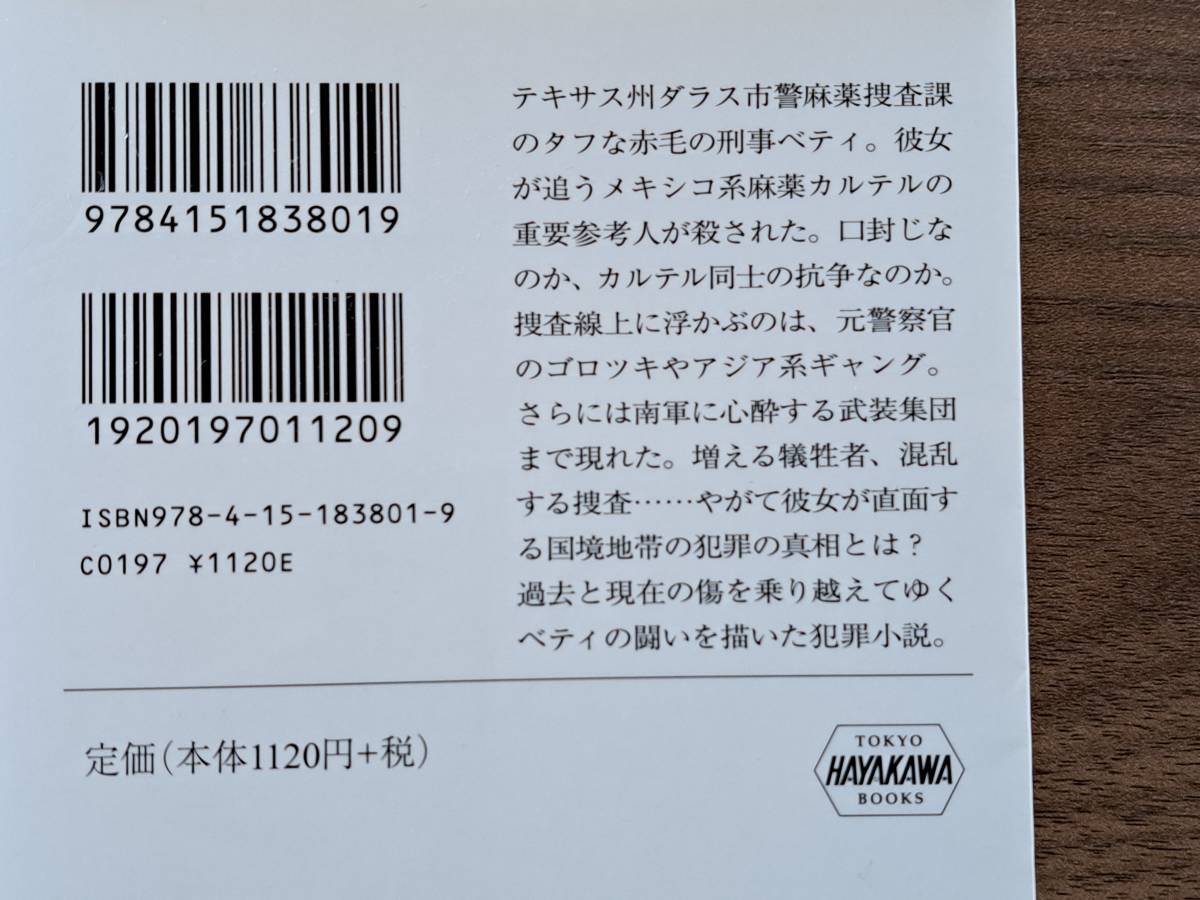 9784151838019
1920197011209
ISBN978-4-15-183801-9
C0197 ¥1120E
テキサス州ダラス市警麻薬捜査課
のタフな赤毛の刑事ベティ。彼女
が追うメキシコ系麻薬カルテルの
重要参考人が殺された。口封じな
のか、カルテル同士の抗争なのか。
捜査線上に浮かぶのは、元警察官
のゴロツキやアジア系ギャング。
さらには南軍に心酔する武装集団
まで現れた。増える犠牲者、混乱
する捜査……やがて彼女が直面す
る国境地帯の犯罪の真相とは？
過去と現在の傷を乗り越えてゆく
ベティの闘いを描いた犯罪小説。
定価(本体1120円+税)
TOKYO
HAYAKAWA
BOOKS